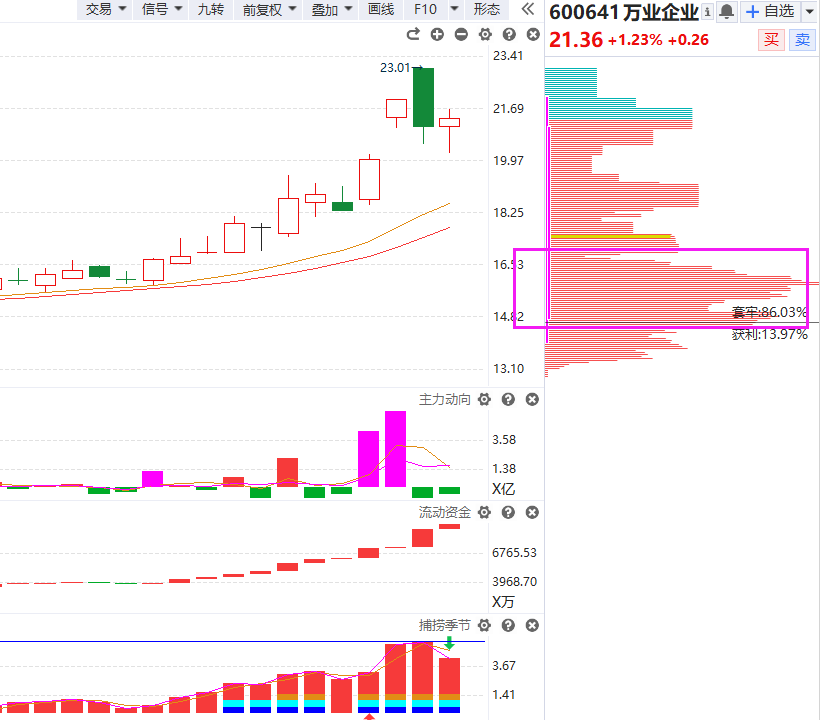 交易 信号 九转 前复权 叠加 画线 F10 形态
600641 万业企业 自选
21.36 +1.23% +0.26 买 卖
23.41
23.01
21.69
19.97
18.25
16.53
14.82
套牢:86.03%
获利:13.97%
13.10
主力动向
3.58
1.38
X亿
流动资金
6765.53
3968.70
X万
捕捞季节
3.67
1.41